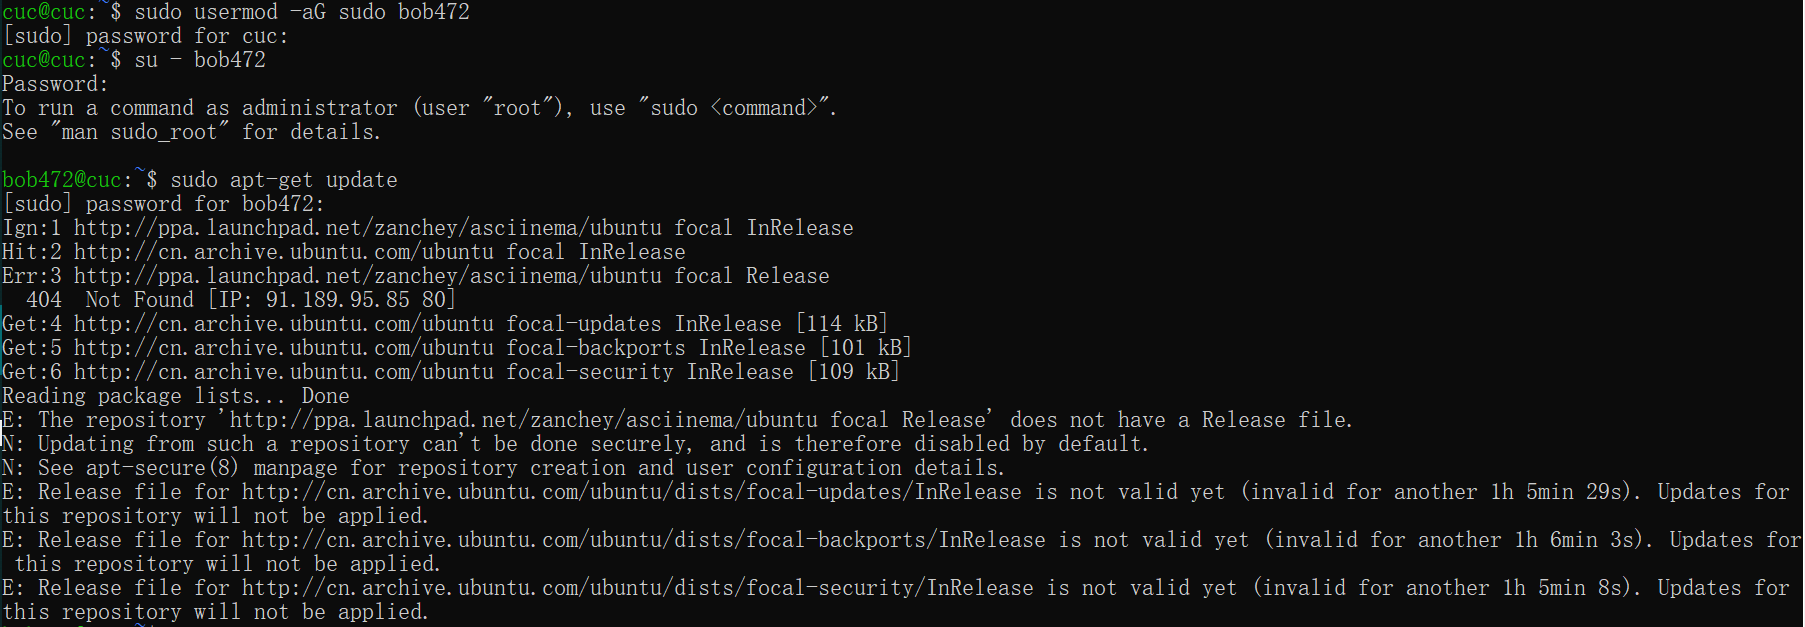 cuc@cuc:~$ sudo usermod -aG sudo bob472
[sudo] password for cuc:
cuc@cuc:~$ su - bob472
Password:
To run a command as administrator (user "root"), use "sudo <command>".
See "man sudo_root" for details.
bob472@cuc:~$ sudo apt-get update
[sudo] password for bob472:
Ign:1 http://ppa.launchpad.net/zanchey/asciinema/ubuntu focal InRelease
Hit:2 http://cn.archive.ubuntu.com/ubuntu focal InRelease
Err:3 http://ppa.launchpad.net/zanchey/asciinema/ubuntu focal Release
  404  Not Found [IP: 91.189.95.85 80]
Get:4 http://cn.archive.ubuntu.com/ubuntu focal-updates InRelease [114 kB]
Get:5 http://cn.archive.ubuntu.com/ubuntu focal-backports InRelease [101 kB]
Get:6 http://cn.archive.ubuntu.com/ubuntu focal-security InRelease [109 kB]
Reading package lists... Done
E: The repository 'http://ppa.launchpad.net/zanchey/asciinema/ubuntu focal Release' does not have a Release file.
N: Updating from such a repository can't be done securely, and is therefore disabled by default.
N: See apt-secure(8) manpage for repository creation and user configuration details.
E: Release file for http://cn.archive.ubuntu.com/ubuntu/dists/focal-updates/InRelease is not valid yet (invalid for another 1h 5min 29s). Updates for
this repository will not be applied.
E: Release file for http://cn.archive.ubuntu.com/ubuntu/dists/focal-backports/InRelease is not valid yet (invalid for another 1h 6min 3s). Updates for
 this repository will not be applied.
E: Release file for http://cn.archive.ubuntu.com/ubuntu/dists/focal-security/InRelease is not valid yet (invalid for another 1h 5min 8s). Updates for
this repository will not be applied.